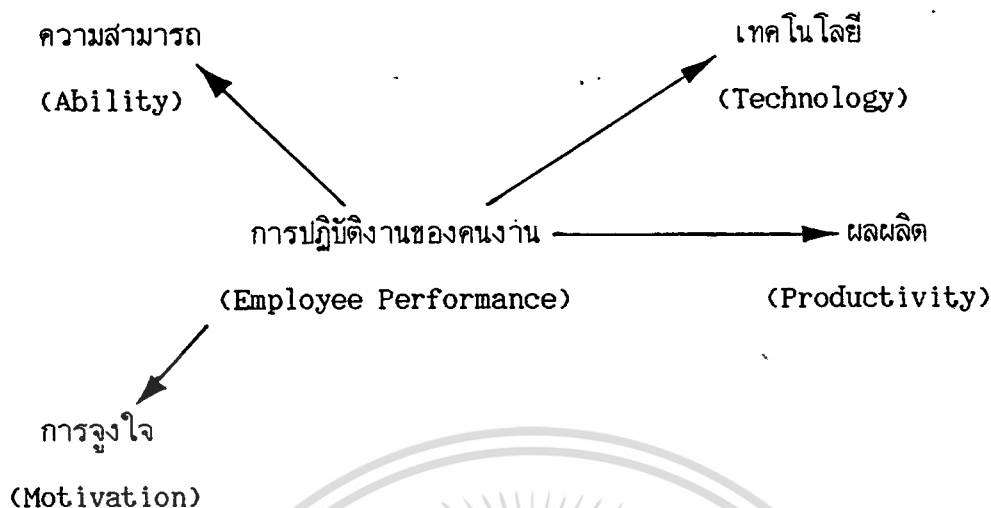 ความสามารถ
(Ability)
เทคโนโลยี
(Technology)
การปฏิบัติงานของคนงาน
(Employee Performance)
ผลผลิต
(Productivity)
การจูงใจ
(Motivation)